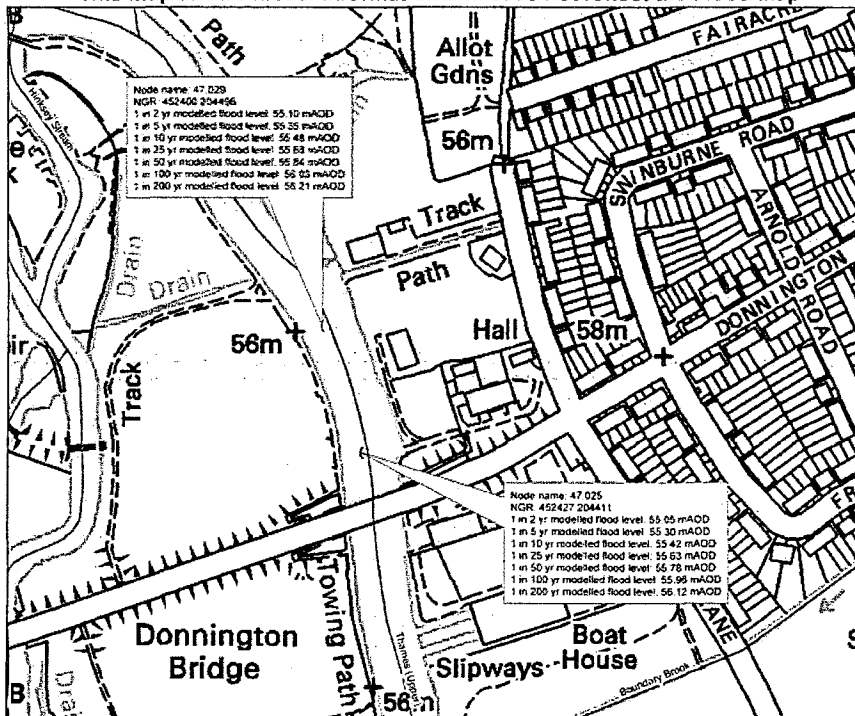 B
Path
Allot
Gdns
FAIRACRE
Node name: 47.029
NGR: 452400 204496
1 in 2 yr modelled flood level: 55.10 mAOD
1 in 5 yr modelled flood level: 55.35 mAOD
1 in 10 yr modelled flood level: 55.48 mAOD
1 in 25 yr modelled flood level: 55.68 mAOD
1 in 50 yr modelled flood level: 55.84 mAOD
1 in 100 yr modelled flood level: 56.03 mAOD
1 in 200 yr modelled flood level: 56.21 mAOD
Hinksey Stream
56m
SWINBURNE ROAD
Track
ARNOLD ROAD
Drain
Drain
Path
DONNINGTON
Hall
58m
56m
Track
Node name: 47.025
NGR: 452427 204411
1 in 2 yr modelled flood level: 55.05 mAOD
1 in 5 yr modelled flood level: 55.30 mAOD
1 in 10 yr modelled flood level: 55.42 mAOD
1 in 25 yr modelled flood level: 55.63 mAOD
1 in 50 yr modelled flood level: 55.78 mAOD
1 in 100 yr modelled flood level: 55.96 mAOD
1 in 200 yr modelled flood level: 56.12 mAOD
FR
Towing Path
Donnington
Bridge
Thames (Upper)
Slipways
Boat
House
ANE
Boundary Brook
Drai
B
56m
S